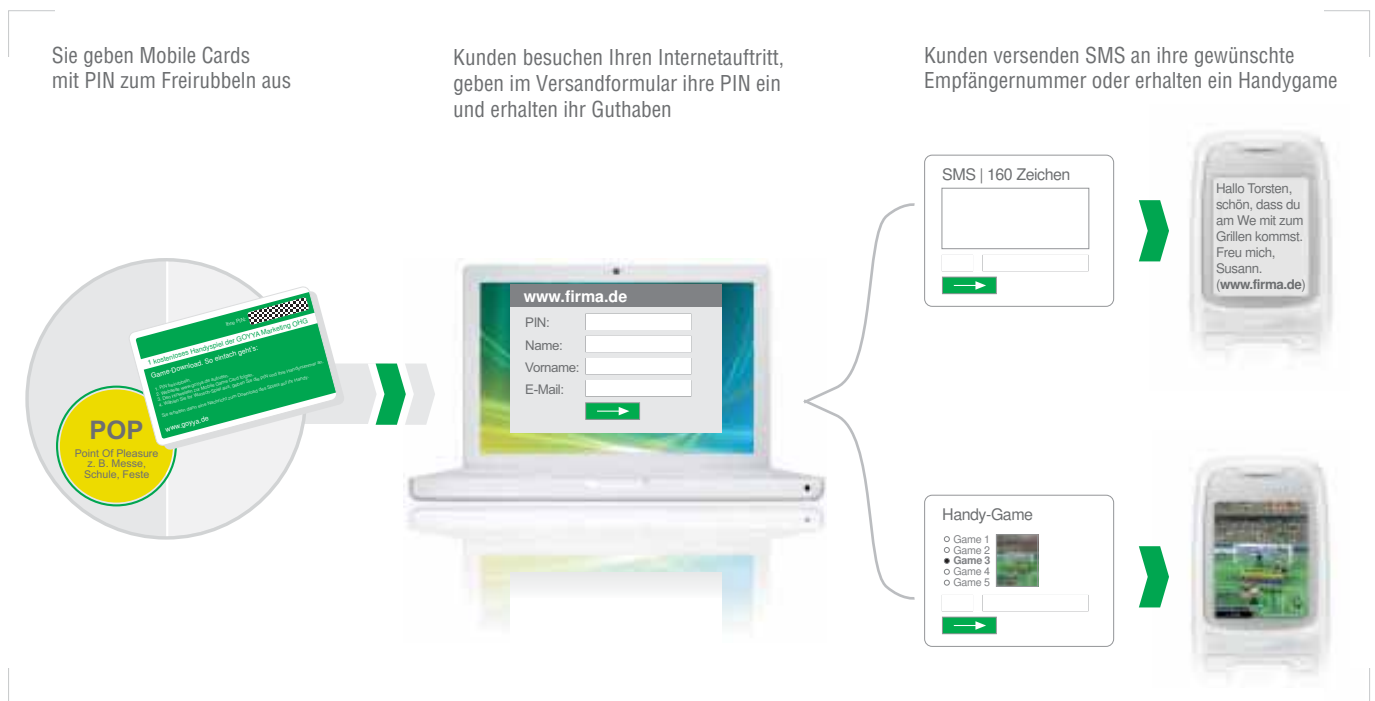 Sie geben Mobile Cards
mit PIN zum Freirubbeln aus
Kunden besuchen Ihren Internetauftritt,
geben im Versandformular ihre PIN ein
und erhalten ihr Guthaben
Kunden versenden SMS an ihre gewünschte
Empfängernummer oder erhalten ein Handygame
Ihre PIN:
1 kostenloses Handyspiel der GOYYA Marketing OHG
Game-Download. So einfach geht's:
1. PIN freirubbeln.
www.goyya.de
POP
Point Of Pleasure
z. B. Messe,
Schule, Feste
www.firma.de
PIN:
Name:
Vorname:
E-Mail:
SMS | 160 Zeichen
Hallo Torsten,
schön, dass du
am We mit zum
Grillen kommst.
Freu mich,
Susann.
(www.firma.de)
Handy-Game
Game 1
Game 2
Game 3
Game 4
Game 5